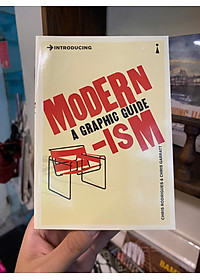 INTRODUCING
MODERN
A GRAPHIC GUIDE
-ISM
CHRIS RODRIGUES & CHRIS GARRATT